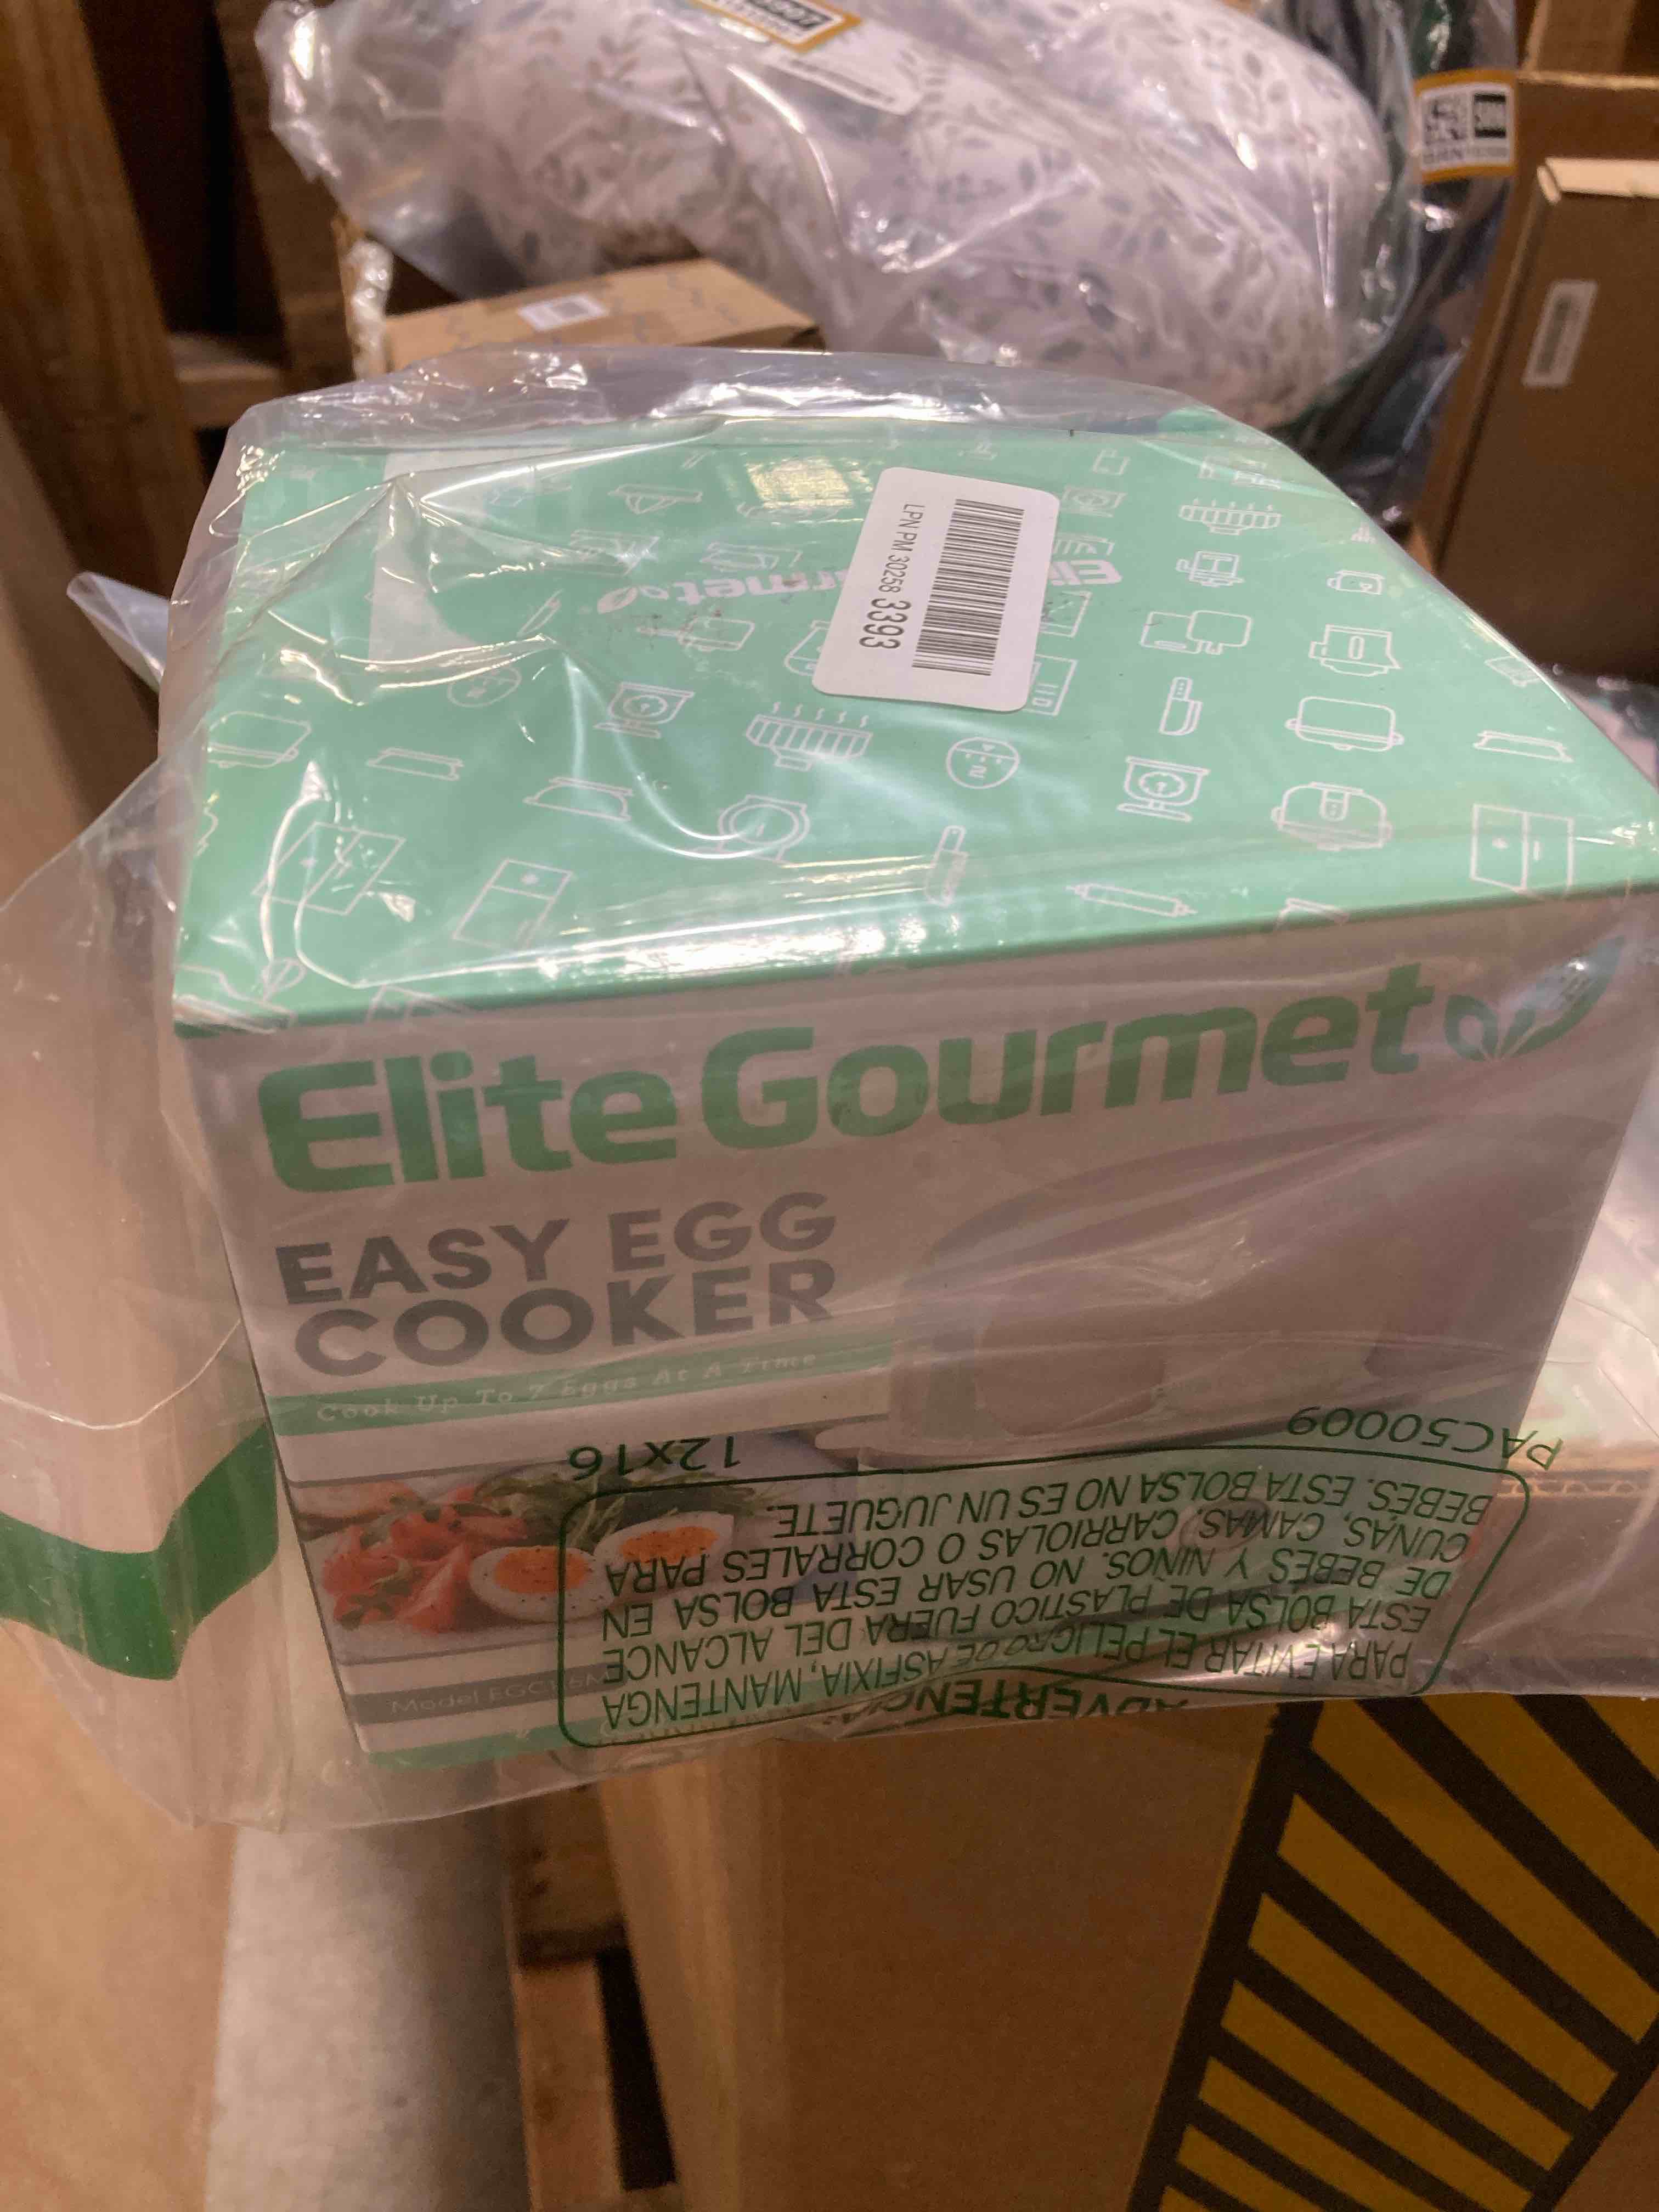 LPN PM 30258 3393
Elite Gourmet
EASY EGG
COOKER
Cook Up To 7 Eggs At A Time
12x16
PAC50009
ADVERTENCIA:
PARA EVITAR EL PELIGRO DE ASFIXIA, MANTENGA
ESTA BOLSA DE PLASTICO FUERA DEL ALCANCE
DE BEBES Y NIÑOS. NO USAR ESTA BOLSA EN
CUNAS, CAMAS, CARRIOLAS O CORRALES PARA
BEBES. ESTA BOLSA NO ES UN JUGUETE.
Model